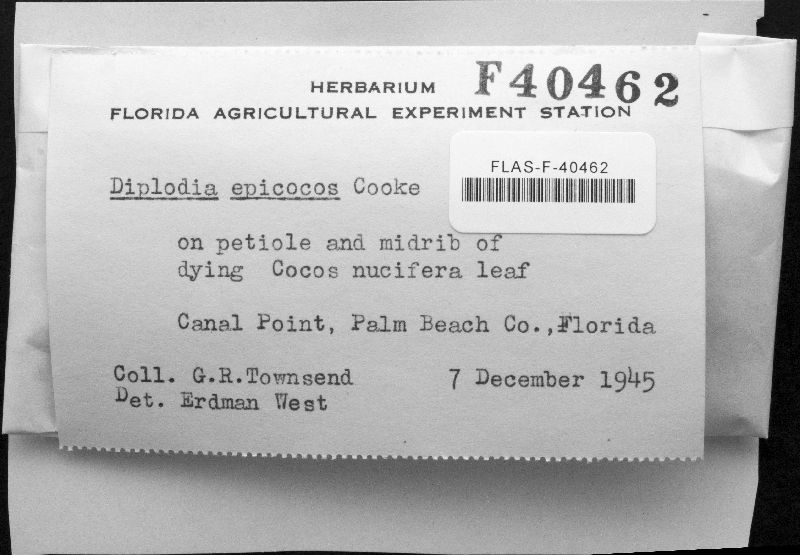 HERBARIUM F40462
FLORIDA AGRICULTURAL EXPERIMENT STATION
FLAS-F-40462
Diplodia epicocos Cooke
on petiole and midrib of
dying Cocos nucifera leaf
Canal Point, Palm Beach Co.,Florida
Coll. G.R.Townsend 7 December 1945
Det. Erdman West